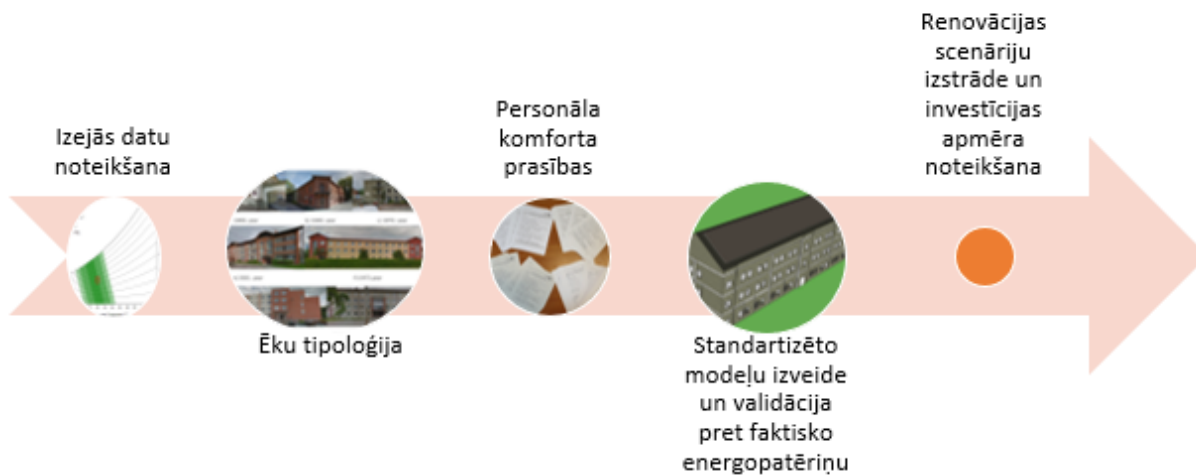 Izejās datu
noteikšana
Ēku tipoloģija
Personāla
komforta
prasības
Standartizēto
modeļu izveide
un validācija
pret faktisko
energopatēriņu
Renovācijas
scenāriju
izstrāde un
investīcijas
apmēra
noteikšana